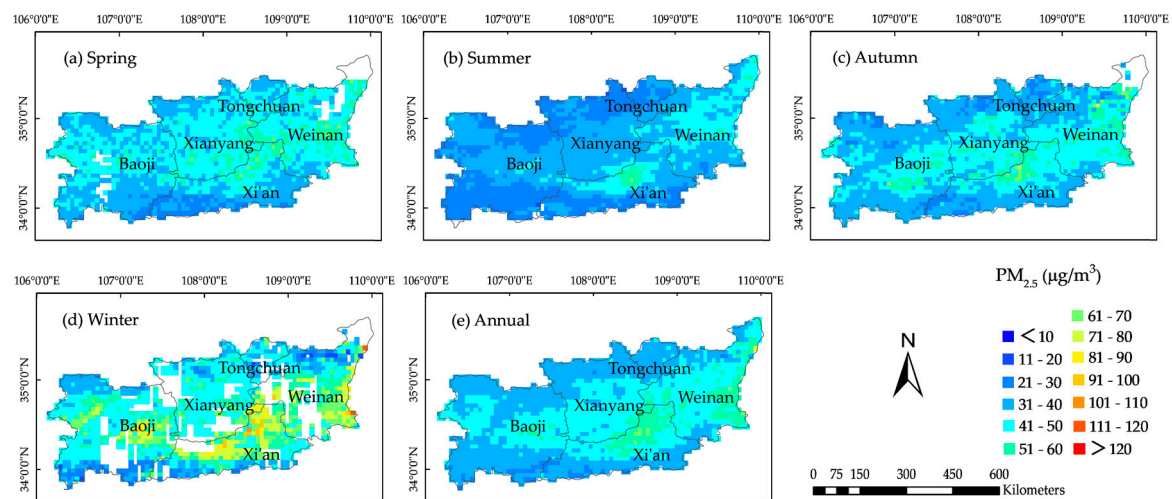 106°0'0"E 107°0'0"E 108°0'0"E 109°0'0"E 110°0'0"E
106°0'0"E 107°0'0"E 108°0'0"E 109°0'0"E 110°0'0"E
106°0'0"E 107°0'0"E 108°0'0"E 109°0'0"E 110°0'0"E
(a) Spring
(b) Summer
(c) Autumn
35°0'0"N
34°0'0"N
Tongchuan
Xianyang
Weinan
Baoji
Xi'an
35°0'0"N
34°0'0"N
Tongchuan
Xianyang
Weinan
Baoji
Xi'an
35°0'0"N
34°0'0"N
Tongchuan
Xianyang
Weinan
Baoji
Xi'an
106°0'0"E 107°0'0"E 108°0'0"E 109°0'0"E 110°0'0"E
106°0'0"E 107°0'0"E 108°0'0"E 109°0'0"E 110°0'0"E
(d) Winter
(e) Annual
35°0'0"N
34°0'0"N
Tongchuan
Xianyang
Weinan
Baoji
Xi'an
35°0'0"N
34°0'0"N
Tongchuan
Xianyang
Weinan
Baoji
Xi'an
N
PM2.5 (μg/m³)
< 10
11 - 20
21 - 30
31 - 40
41 - 50
51 - 60
61 - 70
71 - 80
81 - 90
91 - 100
101 - 110
111 - 120
> 120
0 75 150 300 450 600
Kilometers